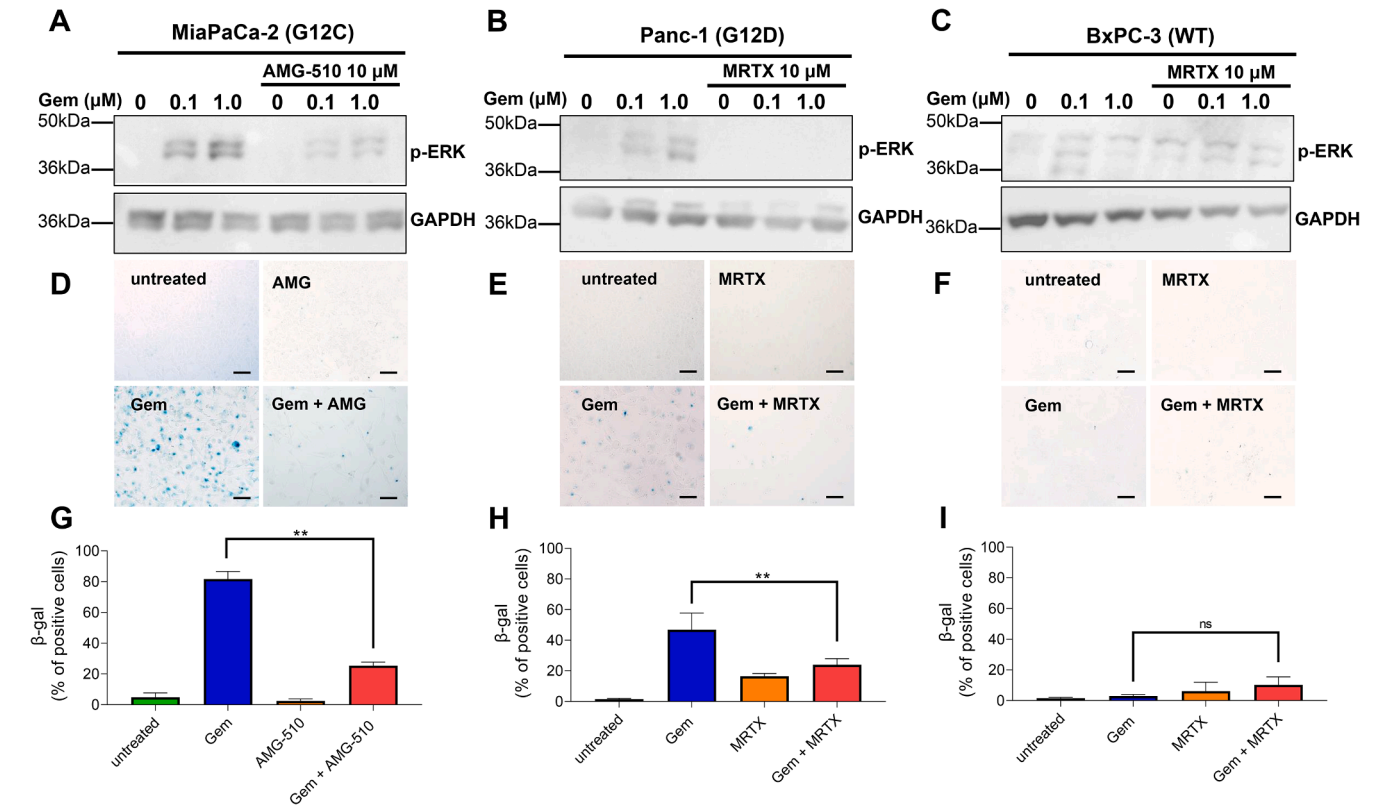 A
MiaPaCa-2 (G12C)
AMG-510 10 µM
Gem (µM) 0 0.1 1.0 0 0.1 1.0
50kDa
p-ERK
36kDa
36kDa
GAPDH
B
Panc-1 (G12D)
MRTX 10 µM
Gem (µM) 0 0.1 1.0 0 0.1 1.0
50kDa
p-ERK
36kDa
36kDa
GAPDH
C
BxPC-3 (WT)
MRTX 10 µM
Gem (µM) 0 0.1 1.0 0 0.1 1.0
50kDa
p-ERK
36kDa
36kDa
GAPDH
D
untreated
AMG
Gem
Gem + AMG
E
untreated
MRTX
Gem
Gem + MRTX
F
untreated
MRTX
Gem
Gem + MRTX
G
β-gal
(% of positive cells)
100
80
60
40
20
0
**
untreated
Gem
AMG-510
Gem + AMG-510
H
β-gal
(% of positive cells)
100
80
60
40
20
0
**
untreated
Gem
MRTX
Gem + MRTX
I
β-gal
(% of positive cells)
100
80
60
40
20
0
ns
untreated
Gem
MRTX
Gem + MRTX